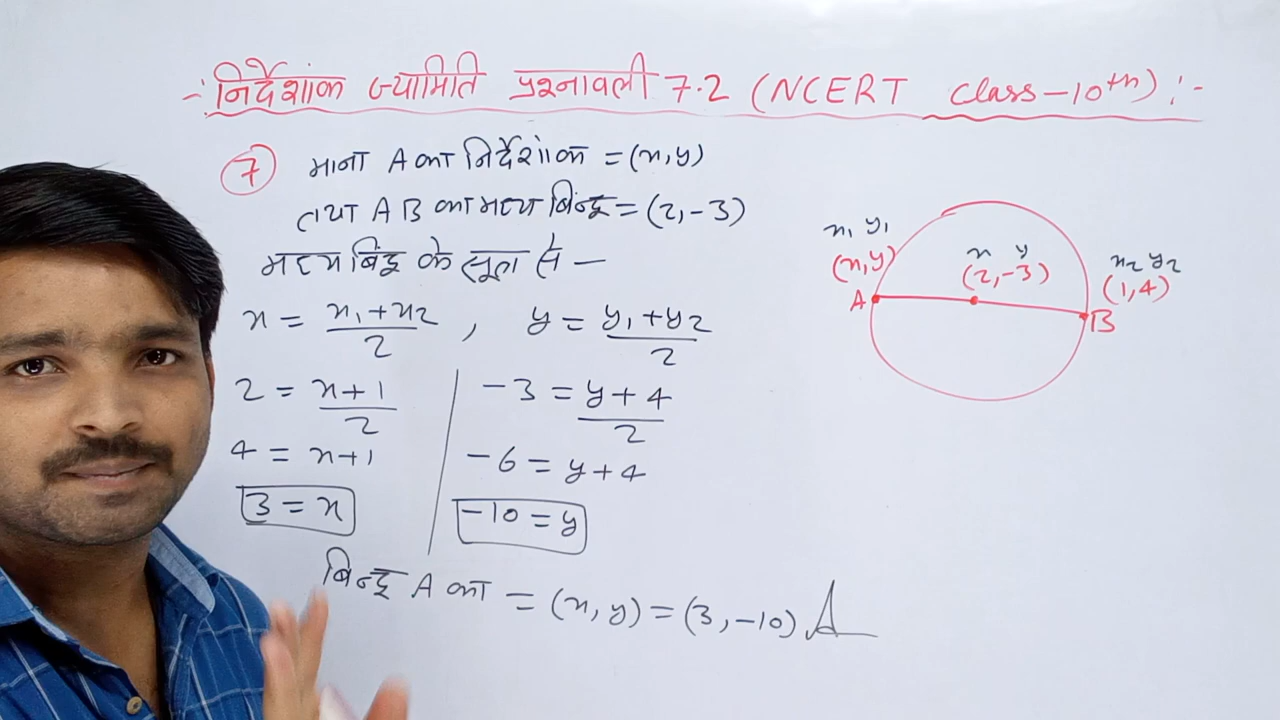 :- निर्देशांक ज्यामिति प्रश्नावली 7.2 (NCERT Class-10th) :-
7 माना A का निर्देशांक = (x,y)
तथा AB का मध्य बिन्दु = (2,-3)
मध्य बिंदु के सूत्र से -
x = x₁+x₂/2 , y = y₁+y₂/2
2 = x+1/2 -3 = y+4/2
4 = x+1 -6 = y+4
3 = x -10 = y
बिन्दु A का = (x,y) = (3,-10) A
x₁ y₁
(x,y)
A
x y
(2,-3)
x₂ y₂
(1,4)
B